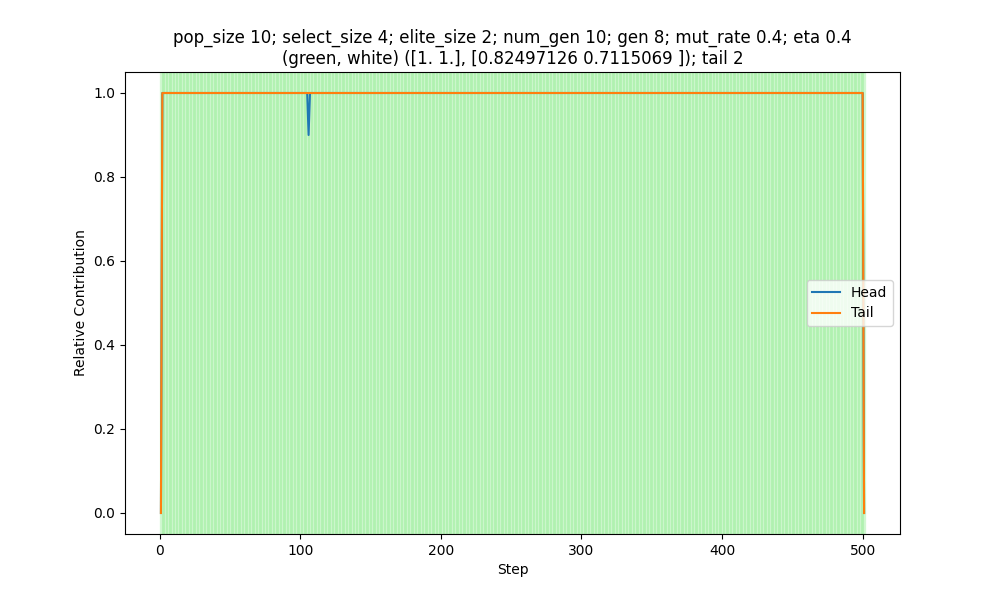 pop_size 10; select_size 4; elite_size 2; num_gen 10; gen 8; mut_rate 0.4; eta 0.4
(green, white) ([1. 1.], [0.82497126 0.7115069 ]); tail 2
1.0
0.8
0.6
0.4
0.2
0.0
Relative Contribution
Head
Tail
0
100
200
300
400
500
Step